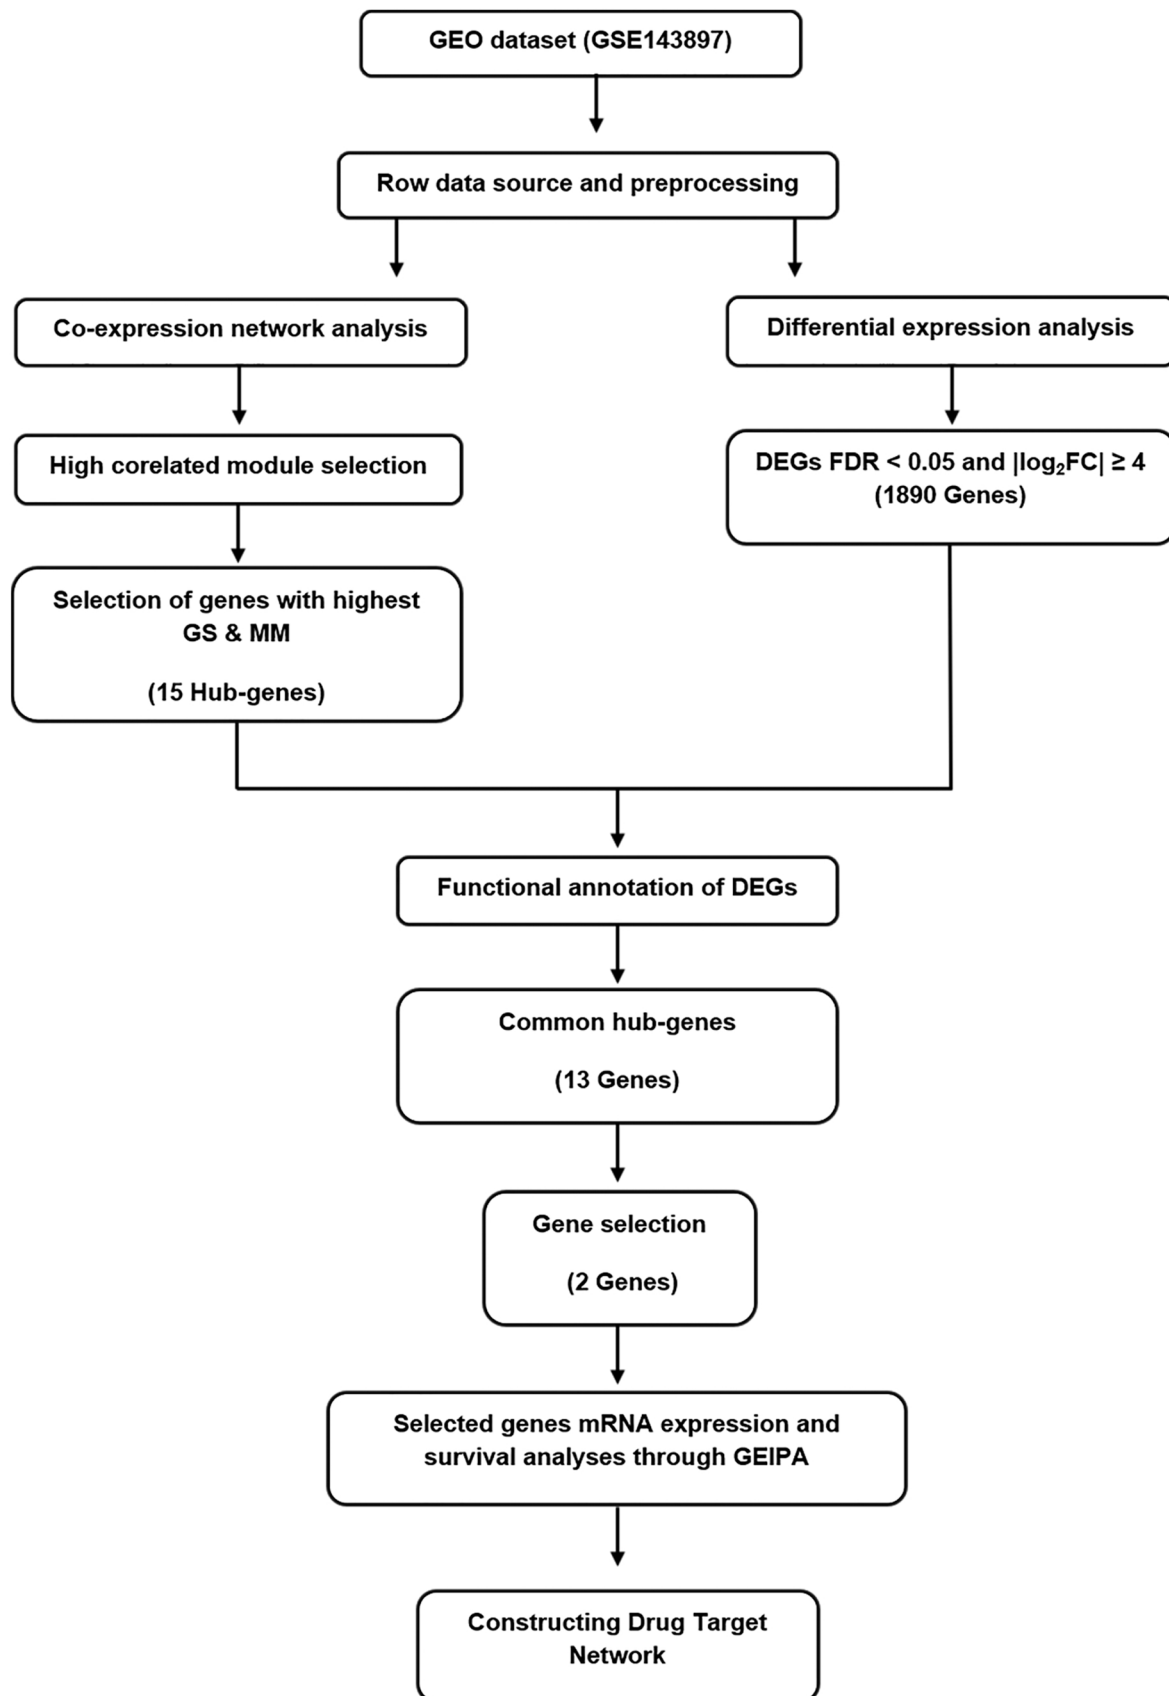 GEO dataset (GSE143897)
Row data source and preprocessing
Co-expression network analysis
Differential expression analysis
High corelated module selection
DEGs FDR < 0.05 and |log₂FC| ≥ 4
(1890 Genes)
Selection of genes with highest
GS & MM
(15 Hub-genes)
Functional annotation of DEGs
Common hub-genes
(13 Genes)
Gene selection
(2 Genes)
Selected genes mRNA expression and
survival analyses through GEIPA
Constructing Drug Target
Network